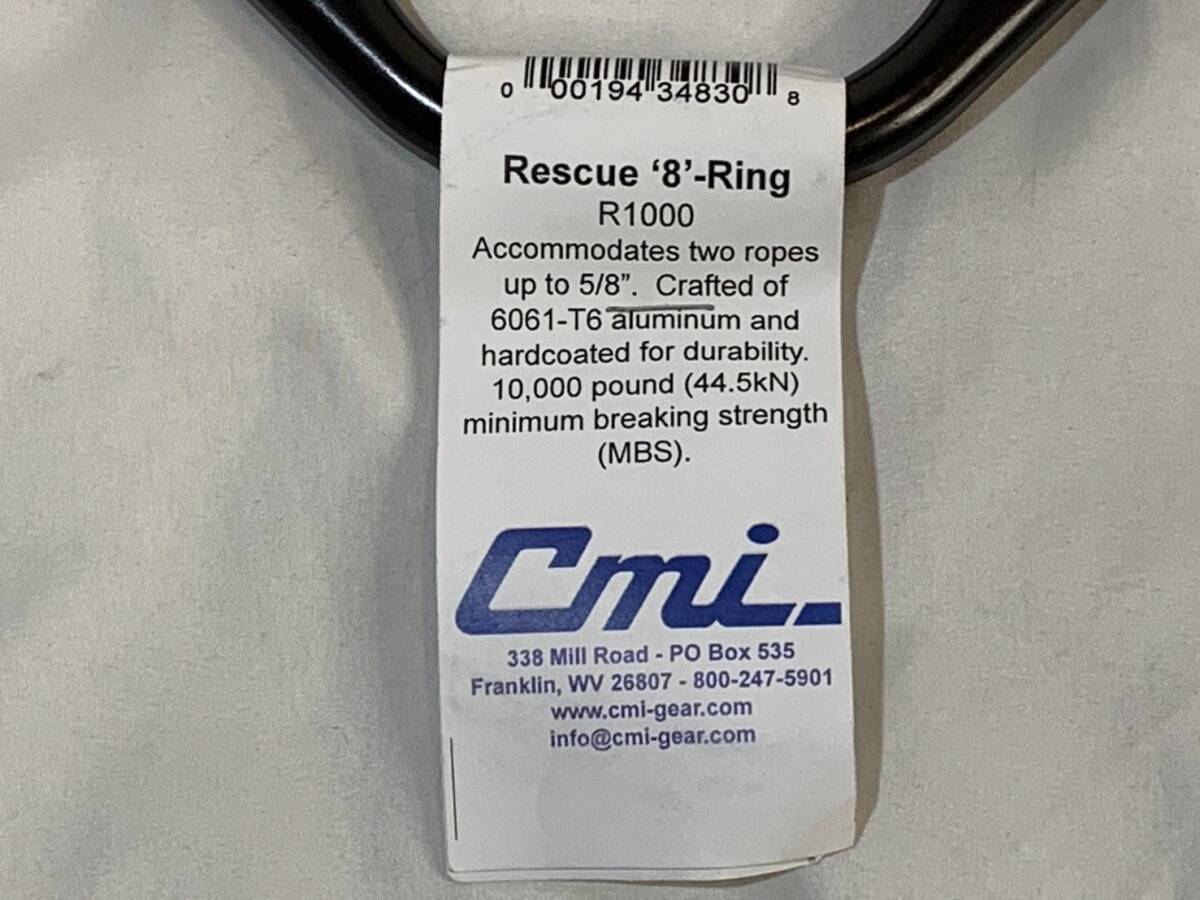 0 00194 34830 8
Rescue ‘8’-Ring
R1000
Accommodates two ropes
up to 5/8”. Crafted of
6061-T6 aluminum and
hardcoated for durability.
10,000 pound (44.5kN)
minimum breaking strength
(MBS).
Cmi
338 Mill Road - PO Box 535
Franklin, WV 26807 - 800-247-5901
www.cmi-gear.com
info@cmi-gear.com